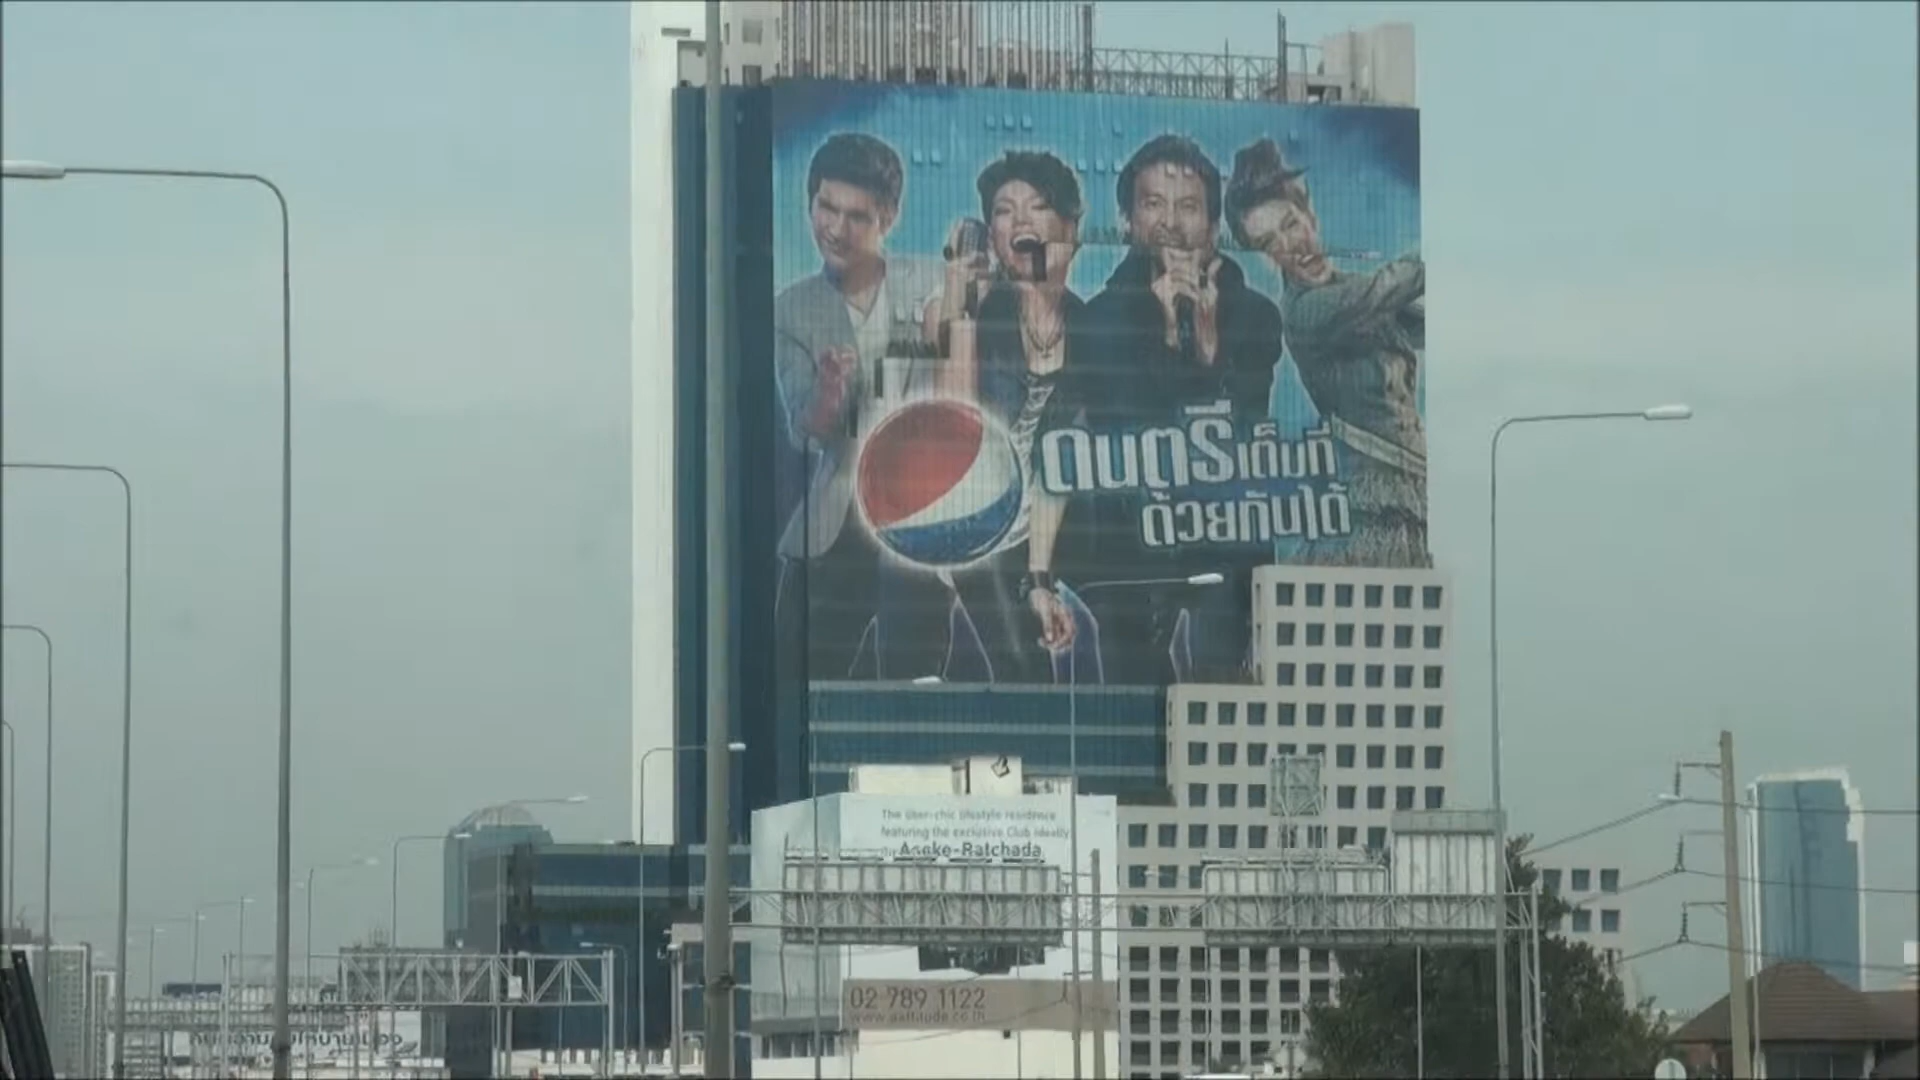 ดนตรีเต็มที่
ด้วยกันได้
The uber-chic lifestyle residence
featuring the exclusive Club ideally
Asoke-Ratchada
02 789 1122